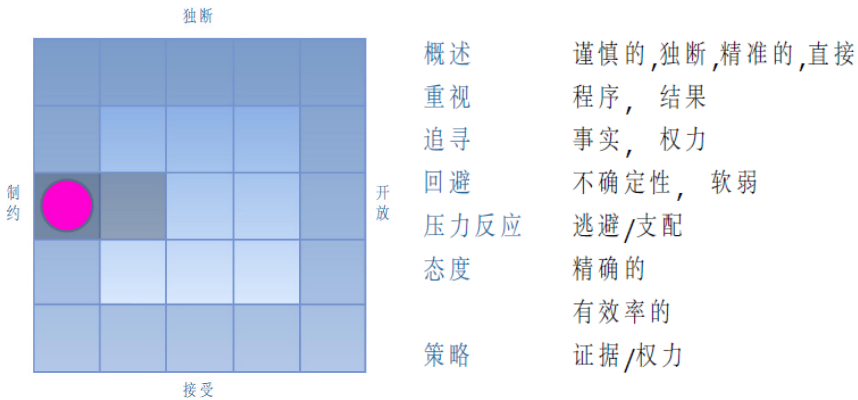 独断
制约
开放
接受
概述 谨慎的,独断,精准的,直接
重视 程序, 结果
追寻 事实, 权力
回避 不确定性, 软弱
压力反应 逃避/支配
态度 精确的
有效率的
策略 证据/权力